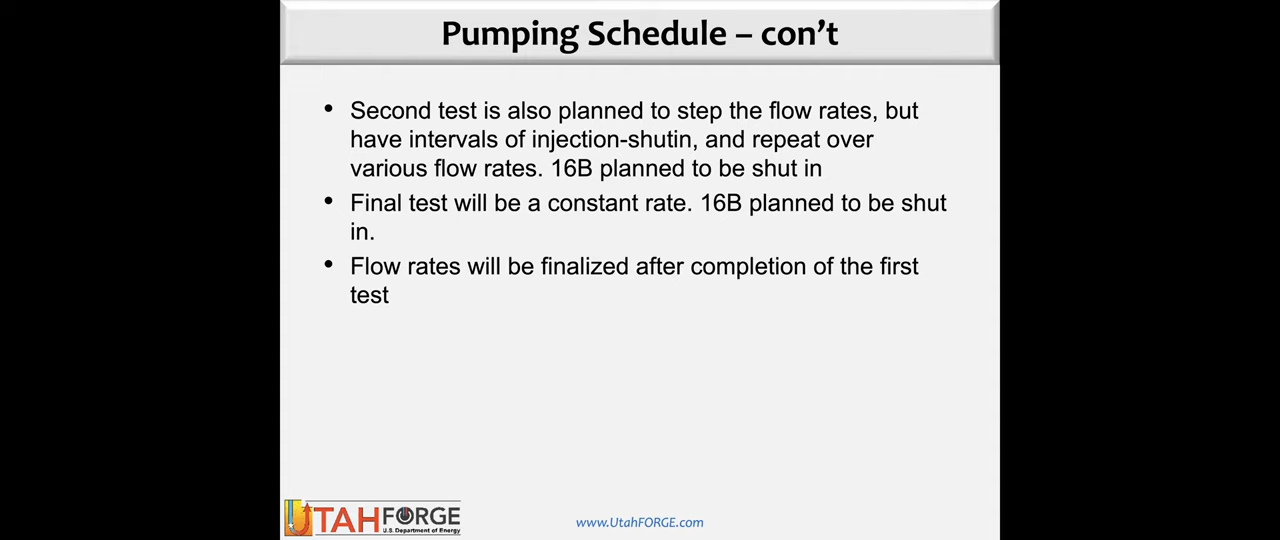 Pumping Schedule – con’t
• Second test is also planned to step the flow rates, but
have intervals of injection-shutin, and repeat over
various flow rates. 16B planned to be shut in
• Final test will be a constant rate. 16B planned to be shut
in.
• Flow rates will be finalized after completion of the first
test
UTAH FORGE
U.S. Department of Energy
www.UtahFORGE.com